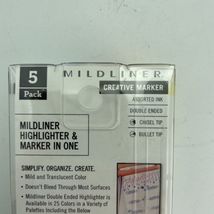 5
Pack
MILDLINER
CREATIVE MARKER
ASSORTED INK
DOUBLE ENDED
CHISEL TIP
BULLET TIP
MILDLINER
HIGHLIGHTER &
MARKER IN ONE
SIMPLIFY. ORGANIZE. CREATE.
• Mild and Translucent Color
• Doesn't Bleed Through Most Surfaces
• Mildliner Double Ended Highlighter is
Available in 25 Colors in a Variety of
Palettes Including the Below